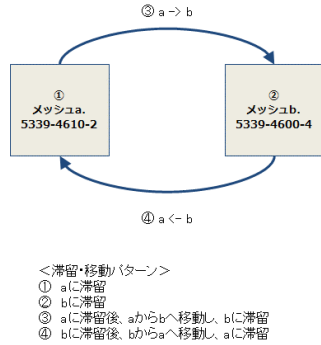 ③ a -> b
①
メッシュa.
5339-4610-2
②
メッシュb.
5339-4600-4
④ a <- b
＜滞留・移動パターン＞
① aに滞留
② bに滞留
③ aに滞留後、aからbへ移動し、bに滞留
④ bに滞留後、bからaへ移動し、aに滞留